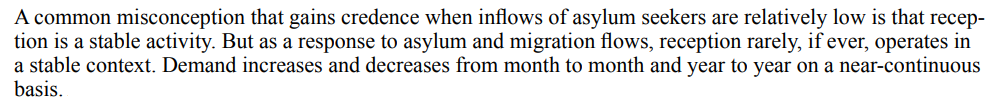 A common misconception that gains credence when inflows of asylum seekers are relatively low is that recep-
tion is a stable activity. But as a response to asylum and migration flows, reception rarely, if ever, operates in
a stable context. Demand increases and decreases from month to month and year to year on a near-continuous
basis.